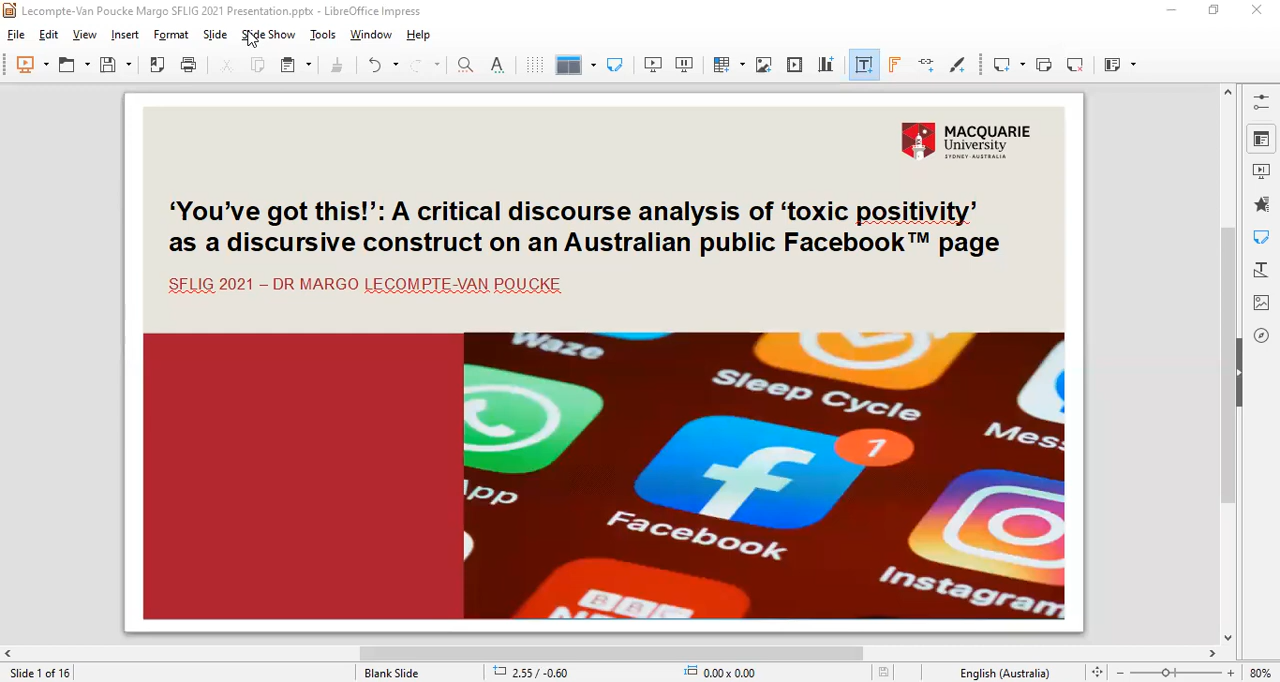 Lecompte-Van Poucke Margo SFLIG 2021 Presentation.pptx - LibreOffice Impress
File Edit View Insert Format Slide Slide Show Tools Window Help
MACQUARIE
University
SYDNEY·AUSTRALIA
‘You’ve got this!’: A critical discourse analysis of ‘toxic positivity’
as a discursive construct on an Australian public Facebook™ page
SFLIG 2021 – DR MARGO LECOMPTE-VAN POUCKE
Waze
Sleep Cycle
Mess
App
1
Facebook
Instagram
BBC
Slide 1 of 16 Blank Slide 2.55 / -0.60 0.00 x 0.00 English (Australia) 80%